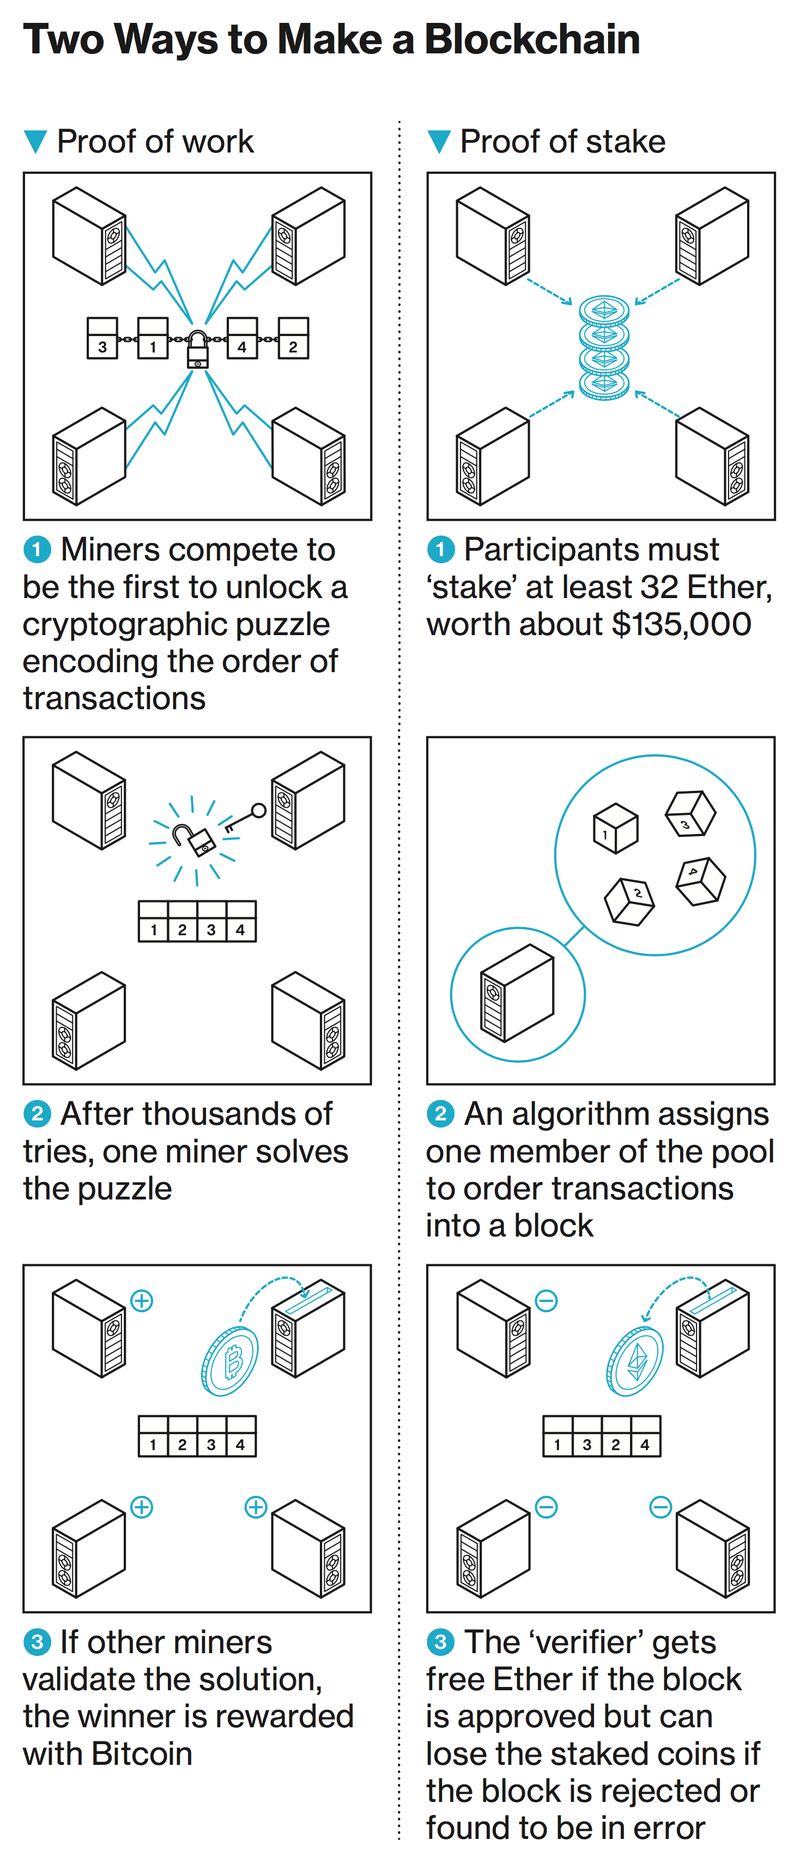 Two Ways to Make a Blockchain
Proof of work
3 1 4 2
1 Miners compete to
be the first to unlock a
cryptographic puzzle
encoding the order of
transactions
1 2 3 4
2 After thousands of
tries, one miner solves
the puzzle
1 2 3 4
3 If other miners
validate the solution,
the winner is rewarded
with Bitcoin
Proof of stake
1 Participants must
‘stake’ at least 32 Ether,
worth about $135,000
1
3
2
4
2 An algorithm assigns
one member of the pool
to order transactions
into a block
1 3 2 4
3 The ‘verifier’ gets
free Ether if the block
is approved but can
lose the staked coins if
the block is rejected or
found to be in error